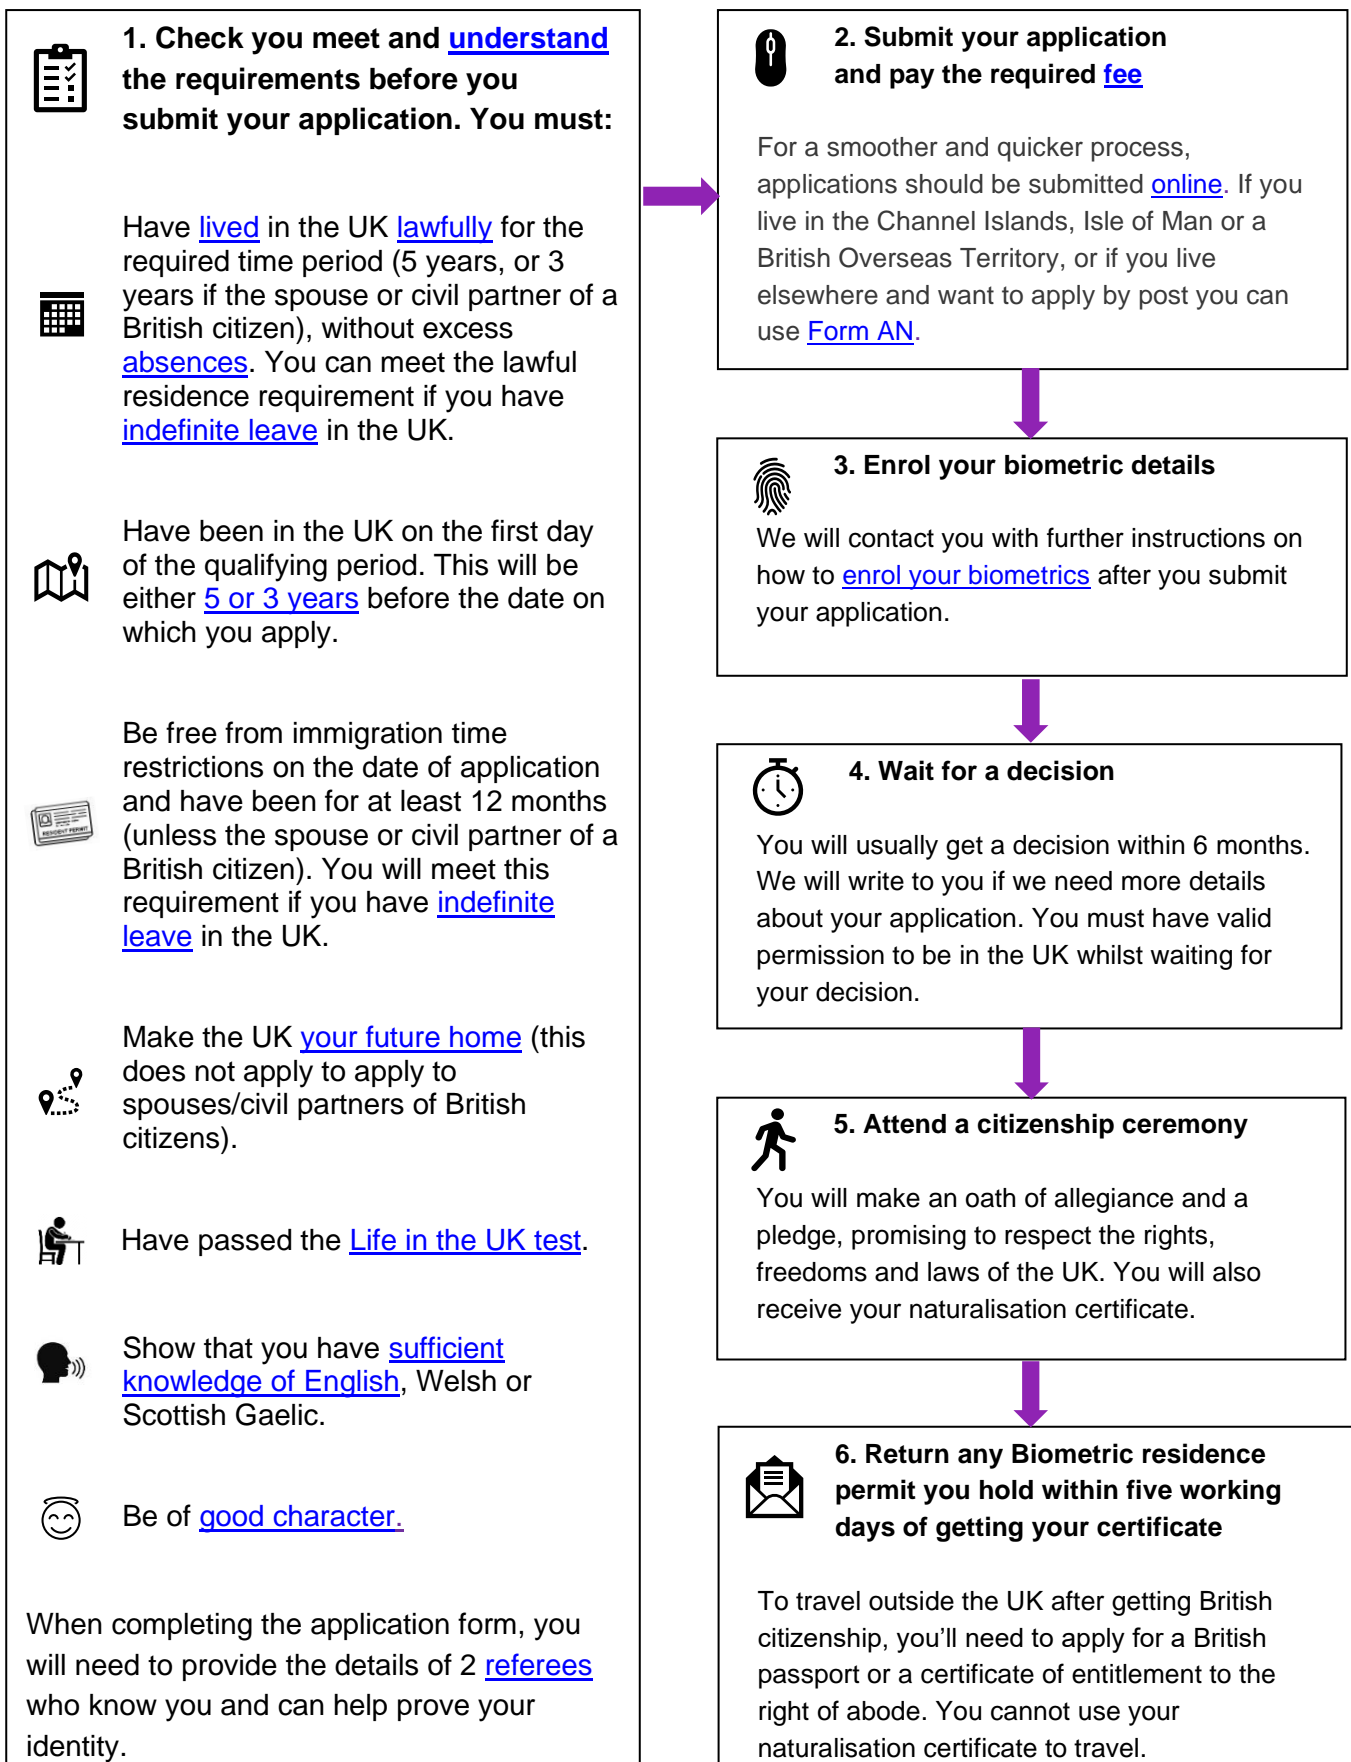 1. Check you meet and understand
the requirements before you
submit your application. You must:
Have lived in the UK lawfully for the
required time period (5 years, or 3
years if the spouse or civil partner of a
British citizen), without excess
absences. You can meet the lawful
residence requirement if you have
indefinite leave in the UK.
Have been in the UK on the first day
of the qualifying period. This will be
either 5 or 3 years before the date on
which you apply.
RESIDENT PERMIT
Be free from immigration time
restrictions on the date of application
and have been for at least 12 months
(unless the spouse or civil partner of a
British citizen). You will meet this
requirement if you have indefinite
leave in the UK.
Make the UK your future home (this
does not apply to apply to
spouses/civil partners of British
citizens).
Have passed the Life in the UK test.
Show that you have sufficient
knowledge of English, Welsh or
Scottish Gaelic.
Be of good character.
When completing the application form, you
will need to provide the details of 2 referees
who know you and can help prove your
identity.
2. Submit your application
and pay the required fee
For a smoother and quicker process,
applications should be submitted online. If you
live in the Channel Islands, Isle of Man or a
British Overseas Territory, or if you live
elsewhere and want to apply by post you can
use Form AN.
3. Enrol your biometric details
We will contact you with further instructions on
how to enrol your biometrics after you submit
your application.
4. Wait for a decision
You will usually get a decision within 6 months.
We will write to you if we need more details
about your application. You must have valid
permission to be in the UK whilst waiting for
your decision.
5. Attend a citizenship ceremony
You will make an oath of allegiance and a
pledge, promising to respect the rights,
freedoms and laws of the UK. You will also
receive your naturalisation certificate.
6. Return any Biometric residence
permit you hold within five working
days of getting your certificate
To travel outside the UK after getting British
citizenship, you’ll need to apply for a British
passport or a certificate of entitlement to the
right of abode. You cannot use your
naturalisation certificate to travel.